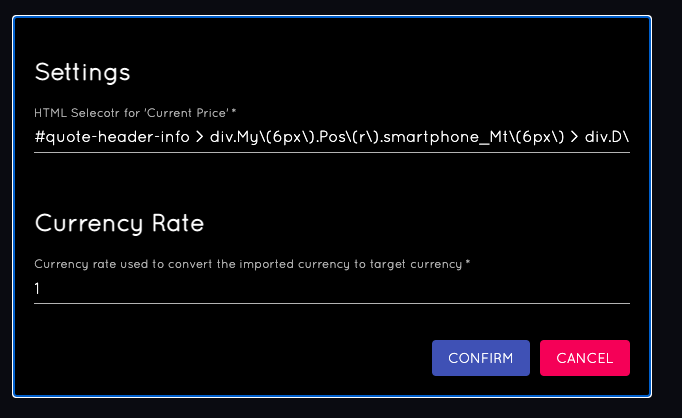 Settings
HTML Selecotr for 'Current Price' *
#quote-header-info > div.My\(6px\).Pos\(r\).smartphone_Mt\(6px\) > div.D\
Currency Rate
Currency rate used to convert the imported currency to target currency *
1
CONFIRM CANCEL